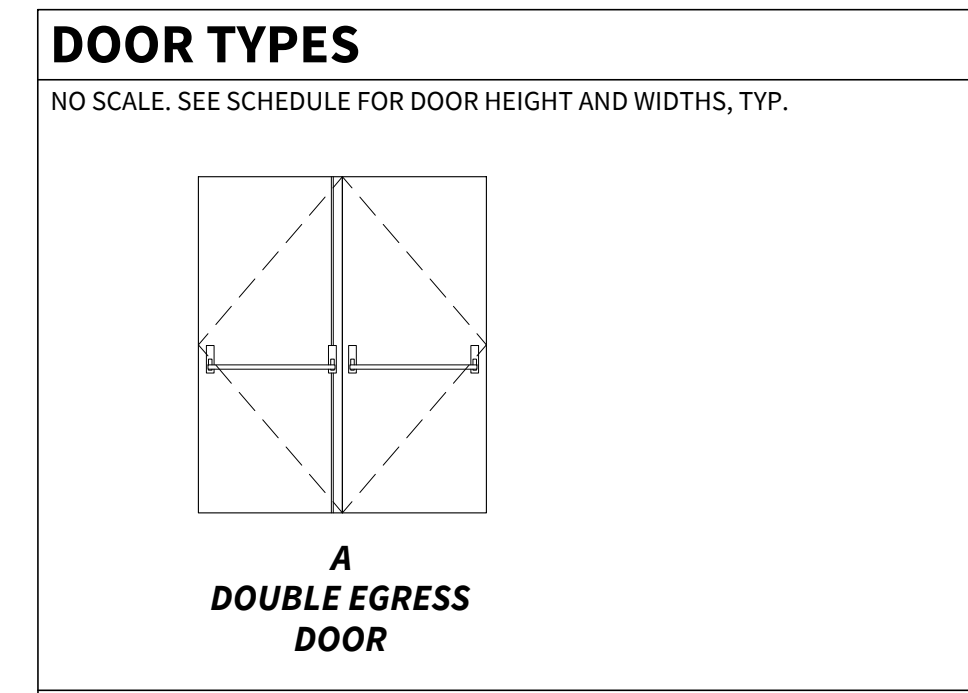 DOOR TYPES
NO SCALE. SEE SCHEDULE FOR DOOR HEIGHT AND WIDTHS, TYP.
A
DOUBLE EGRESS
DOOR